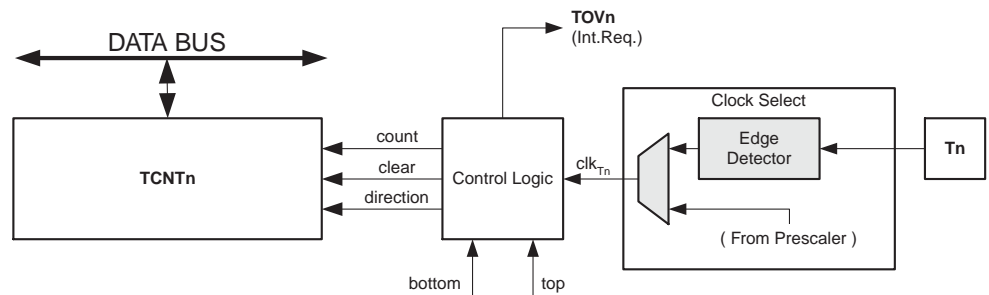 TOVn
(Int.Req.)
DATA BUS
Clock Select
count
Edge
Detector
Tn
TCNTn
clear
Control Logic
clkTn
direction
( From Prescaler )
bottom
top